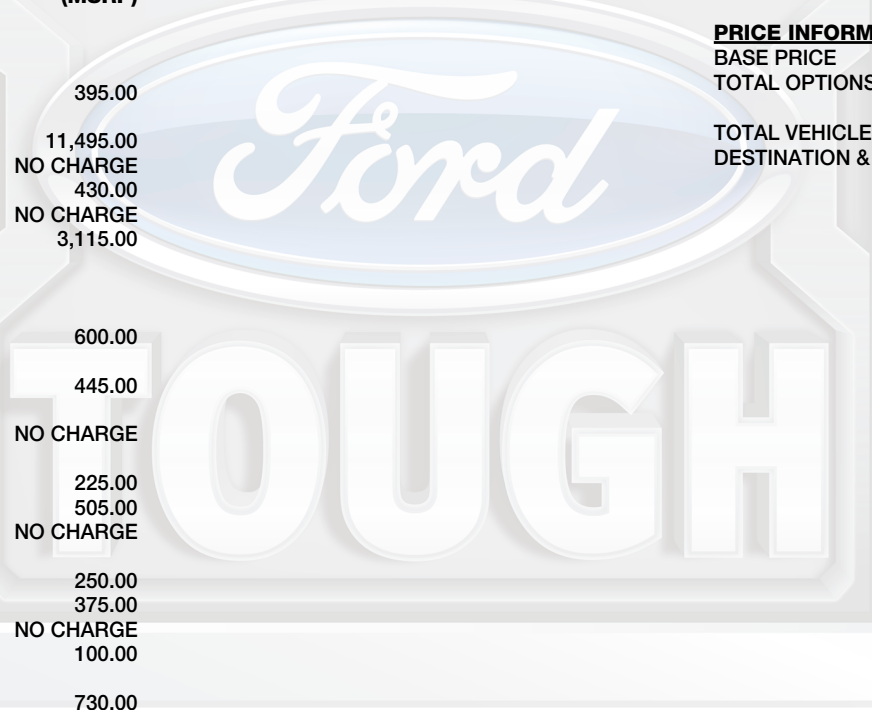 (MSRP)
395.00
11,495.00
NO CHARGE
430.00
NO CHARGE
3,115.00
600.00
445.00
NO CHARGE
225.00
505.00
NO CHARGE
250.00
375.00
NO CHARGE
100.00
730.00
PRICE INFORM
BASE PRICE
TOTAL OPTIONS
TOTAL VEHICLE
DESTINATION &
Ford
TOUGH